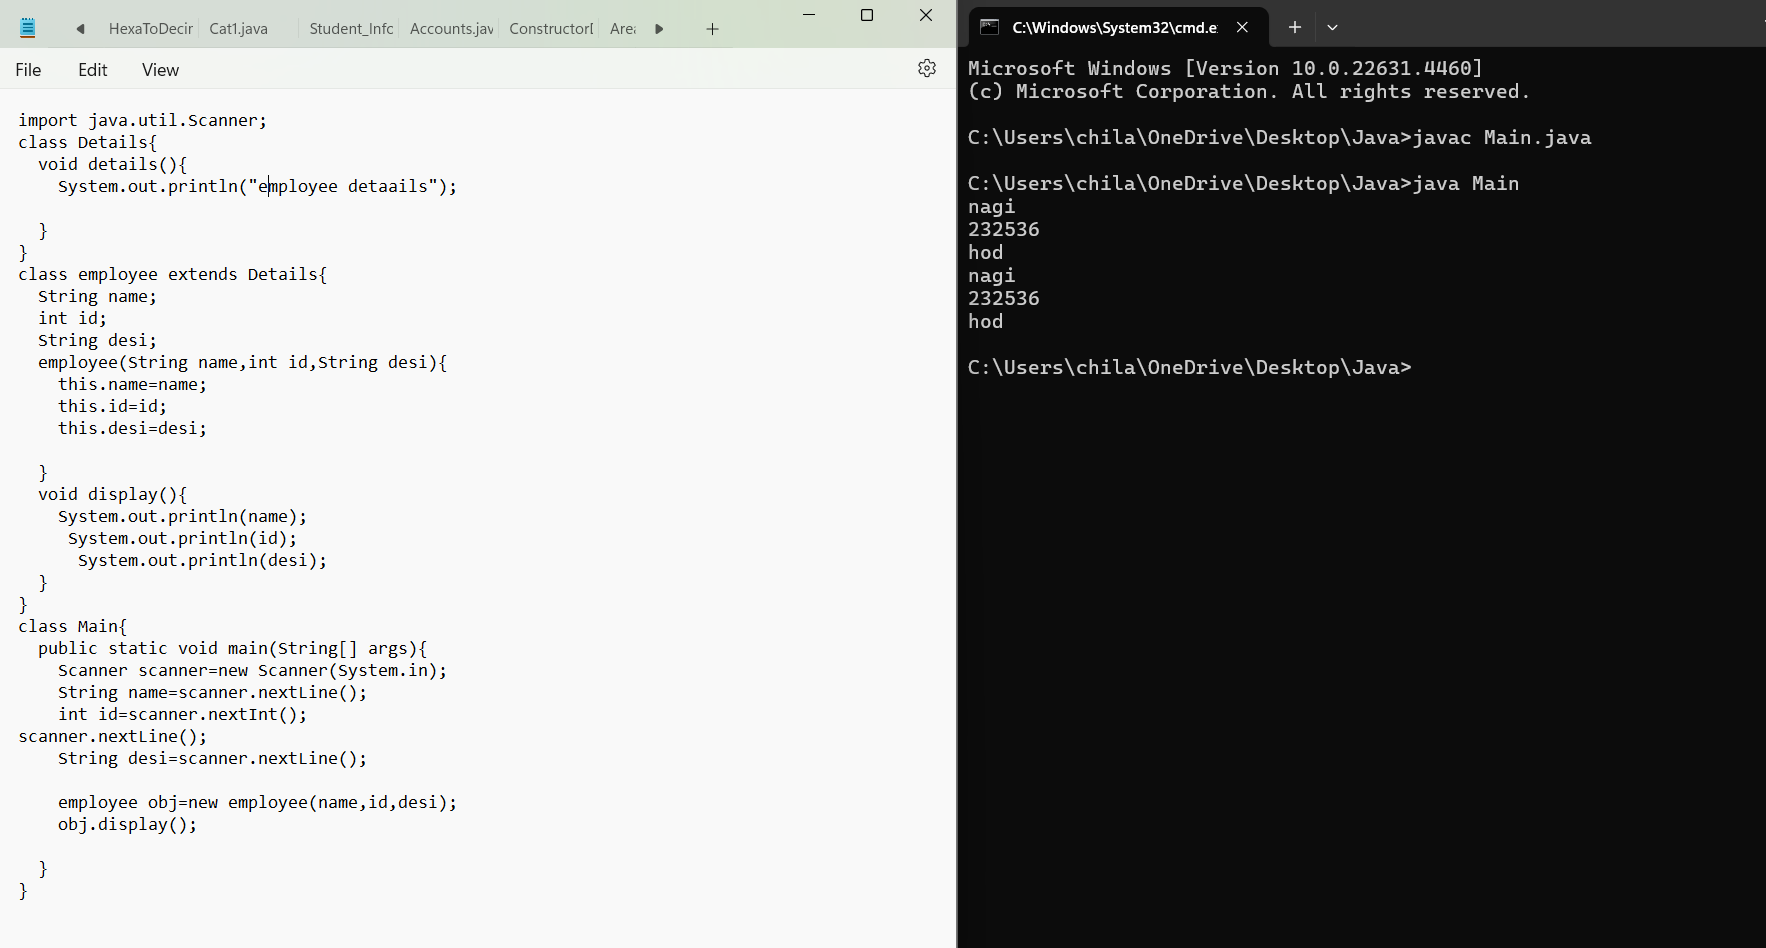 HexaToDecir Cat1.java Student_Info Accounts.jav Constructor Area
File Edit View
import java.util.Scanner;
class Details{
  void details(){
    System.out.println("employee detaails");

  }
}
class employee extends Details{
  String name;
  int id;
  String desi;
  employee(String name,int id,String desi){
    this.name=name;
    this.id=id;
    this.desi=desi;

  }
  void display(){
    System.out.println(name);
     System.out.println(id);
      System.out.println(desi);
  }
}
class Main{
  public static void main(String[] args){
    Scanner scanner=new Scanner(System.in);
    String name=scanner.nextLine();
    int id=scanner.nextInt();
scanner.nextLine();
    String desi=scanner.nextLine();

    employee obj=new employee(name,id,desi);
    obj.display();

  }
}
C:\Windows\System32\cmd.e
Microsoft Windows [Version 10.0.22631.4460]
(c) Microsoft Corporation. All rights reserved.

C:\Users\chila\OneDrive\Desktop\Java>javac Main.java

C:\Users\chila\OneDrive\Desktop\Java>java Main
nagi
232536
hod
nagi
232536
hod

C:\Users\chila\OneDrive\Desktop\Java>